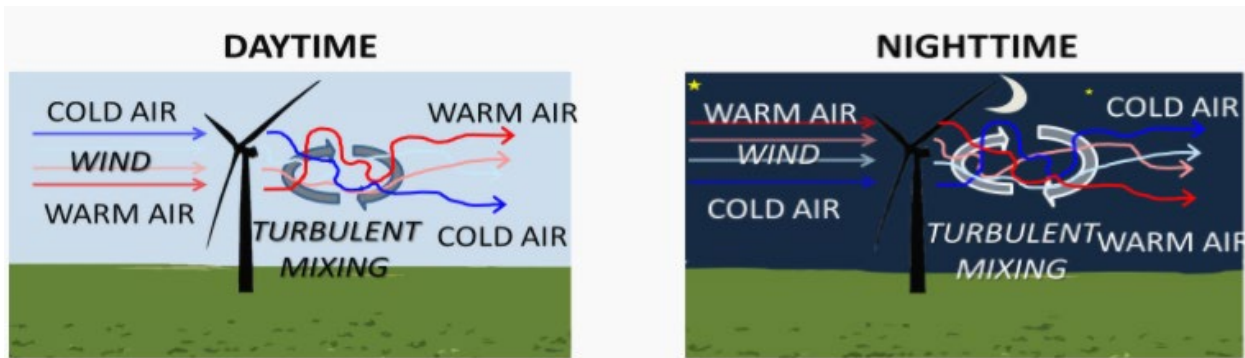 DAYTIME
COLD AIR
WIND
WARM AIR
WARM AIR
TURBULENT
MIXING
COLD AIR
NIGHTTIME
WARM AIR
WIND
COLD AIR
COLD AIR
TURBULENT
MIXING
WARM AIR